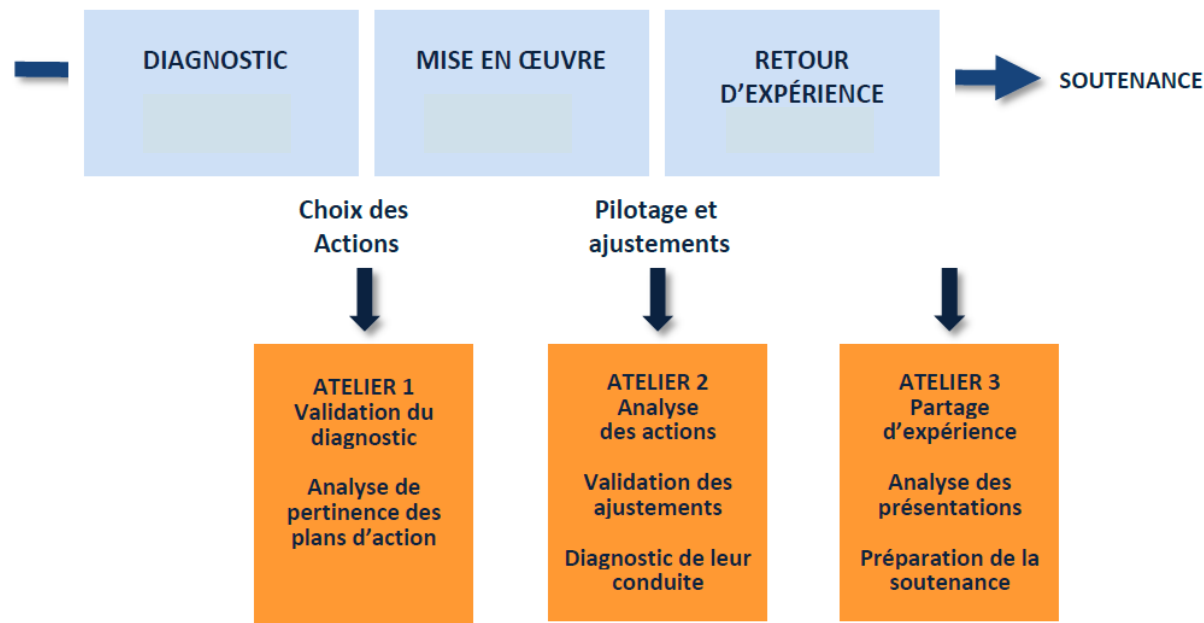 DIAGNOSTIC
MISE EN ŒUVRE
RETOUR
D’EXPÉRIENCE
SOUTENANCE
Choix des
Actions
Pilotage et
ajustements
ATELIER 1
Validation du
diagnostic
Analyse de
pertinence des
plans d’action
ATELIER 2
Analyse
des actions
Validation des
ajustements
Diagnostic de leur
conduite
ATELIER 3
Partage
d’expérience
Analyse des
présentations
Préparation de la
soutenance